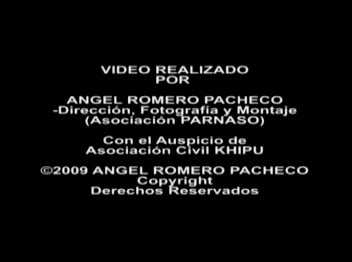 VIDEO REALIZADO
POR
ANGEL ROMERO PACHECO
-Dirección, Fotografía y Montaje
(Asociación PARNASO)
Con el Auspicio de
Asociación Civil KHIPU
©2009 ANGEL ROMERO PACHECO
Copyright
Derechos Reservados